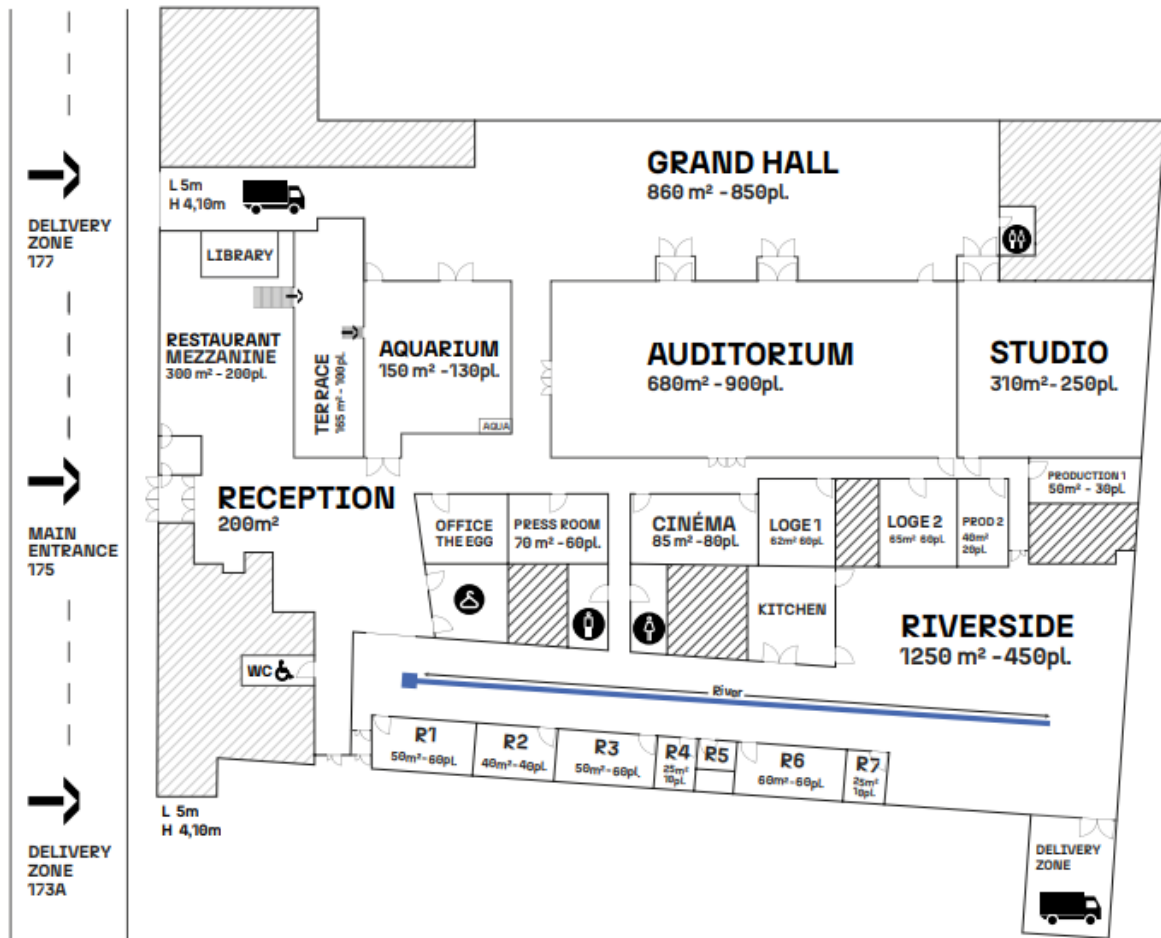 GRAND HALL
860 m² - 850pl.
L 5m
H 4,10m
DELIVERY
ZONE
177
LIBRARY
RESTAURANT
MEZZANINE
300 m² - 200pl.
TERRACE
165 m² - 100pl.
AQUARIUM
150 m² -130pl.
AQUA
AUDITORIUM
680m² - 900pl.
STUDIO
310m² - 250pl.
MAIN
ENTRANCE
175
RECEPTION
200m²
OFFICE
THE EGG
PRESS ROOM
70 m² -60pl.
CINÉMA
85 m² -80pl.
LOGE 1
62m² 60pl.
LOGE 2
65m² 60pl.
PROD 2
40m²
20pl.
PRODUCTION 1
50m² - 30pl.
KITCHEN
RIVERSIDE
1250 m² -450pl.
WC
River
R1
50m²-60pl.
R2
40m²-40pl.
R3
50m²-60pl.
R4
25m²
10pl.
R5
R6
60m²-60pl.
R7
25m²
10pl.
L 5m
H 4,10m
DELIVERY
ZONE
173A
DELIVERY
ZONE